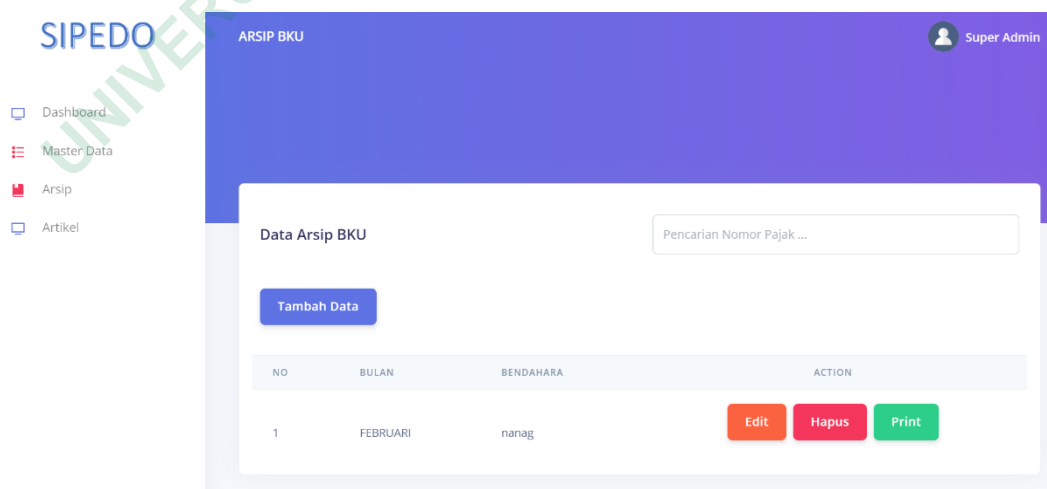 SIPEDO
ARSIP BKU
Super Admin
Dashboard
Master Data
Arsip
Artikel
Data Arsip BKU
Pencarian Nomor Pajak ...
Tambah Data
NO BULAN BENDAHARA ACTION
1 FEBRUARI nanag Edit Hapus Print